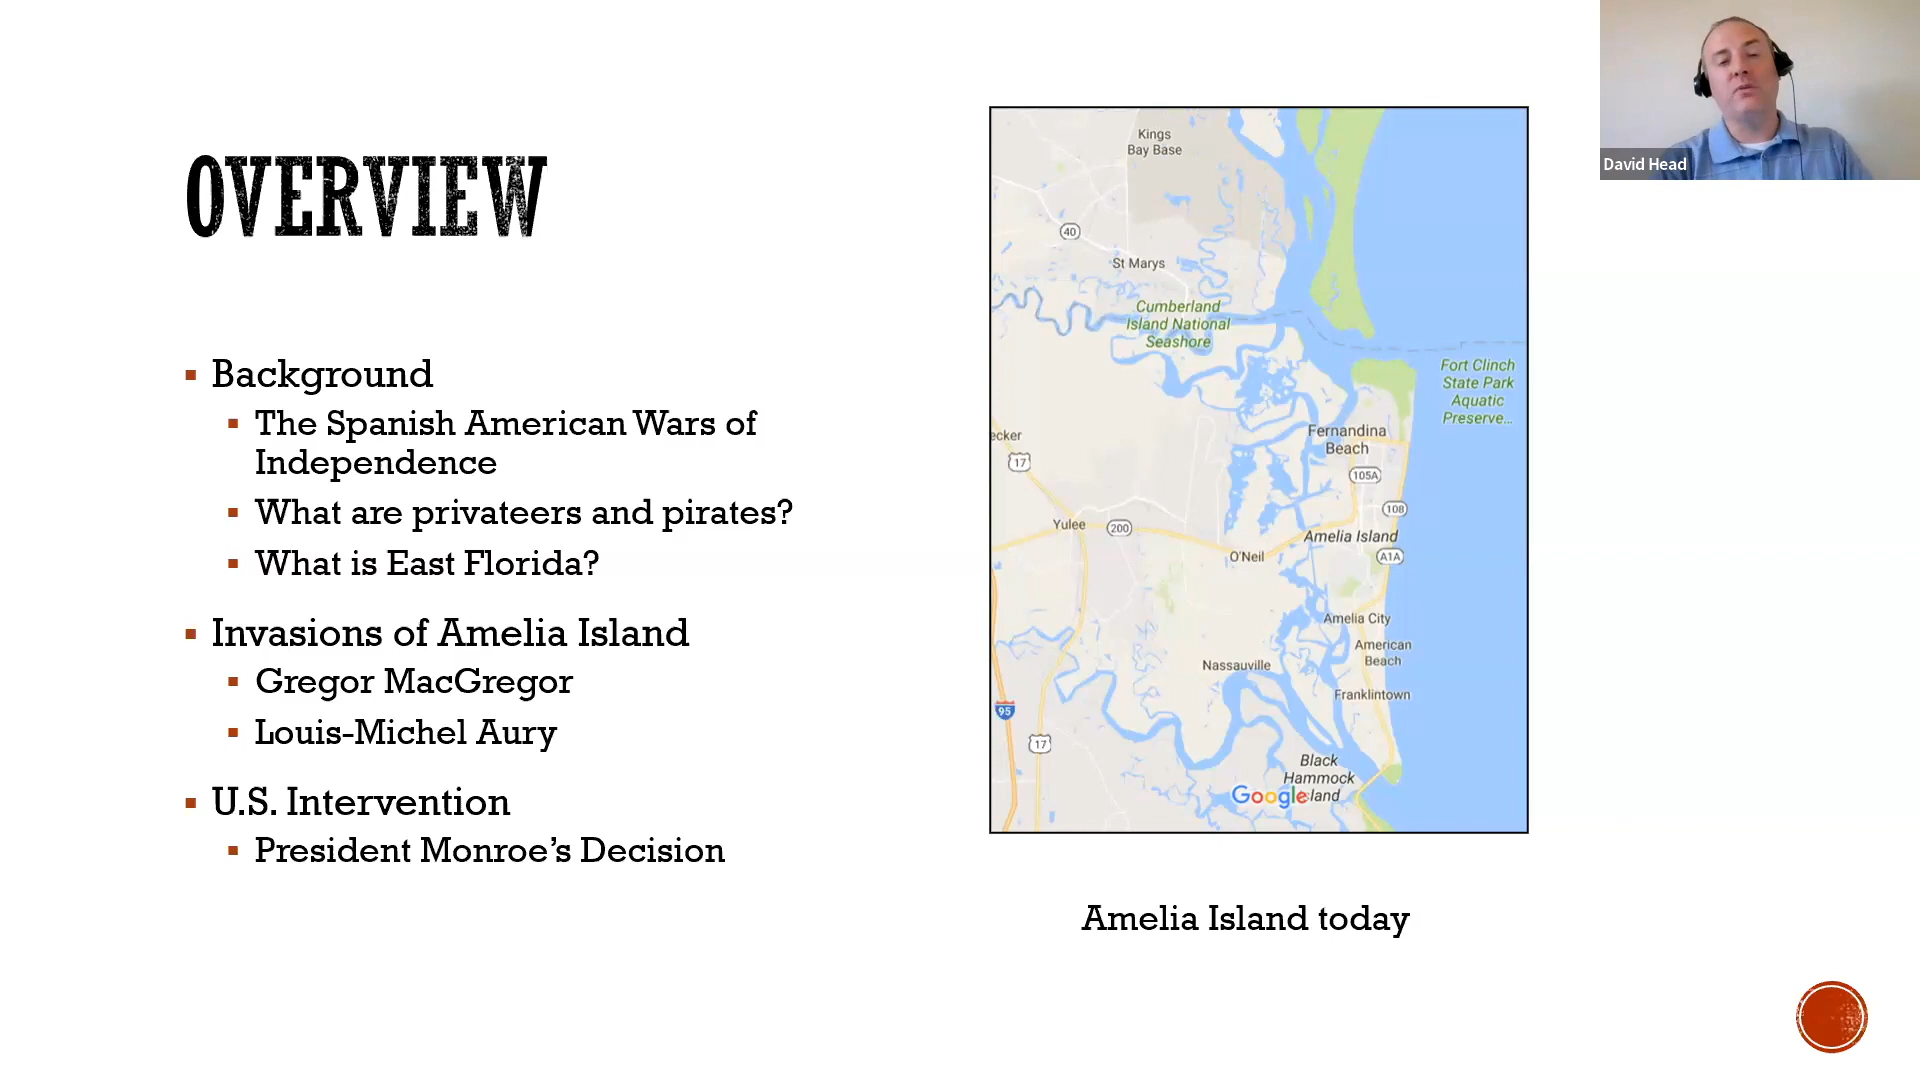 OVERVIEW
Background
The Spanish American Wars of
Independence
What are privateers and pirates?
What is East Florida?
Invasions of Amelia Island
Gregor MacGregor
Louis-Michel Aury
U.S. Intervention
President Monroe's Decision
Kings
Bay Base
40
St Marys
Cumberland
Island National
Seashore
Fort Clinch
State Park
Aquatic
Preserve...
ecker
17
Fernandina
Beach
105A
108
Yulee
200
Amelia Island
O'Neil
A1A
Amelia City
American
Beach
Nassauville
Franklintown
95
17
Black
Hammock
Google sland
Amelia Island today
David Head